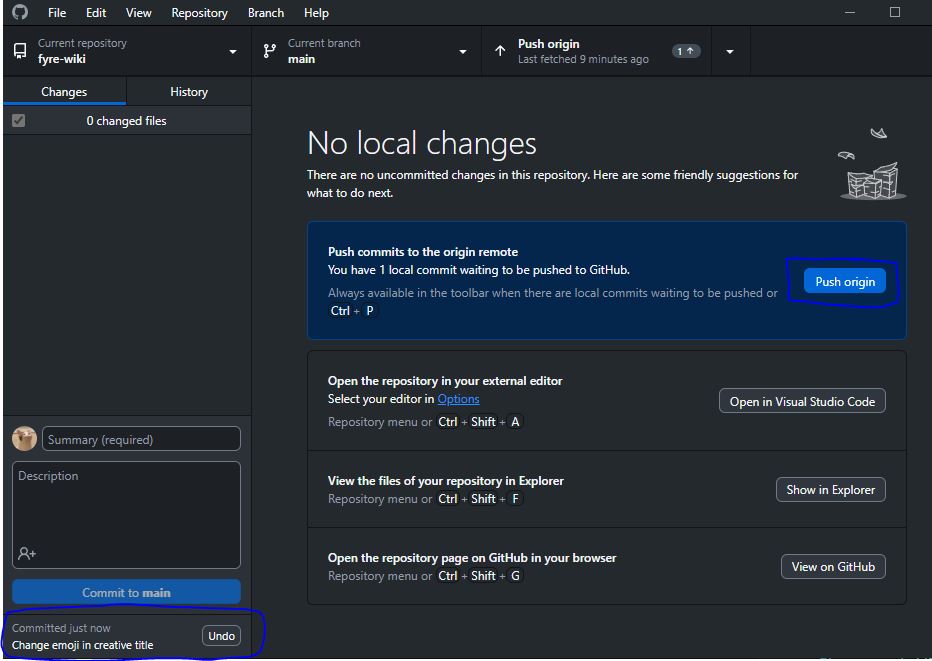 File Edit View Repository Branch Help
Current repository
fyre-wiki
Current branch
main
Push origin
Last fetched 9 minutes ago
1
Changes History
0 changed files
No local changes
There are no uncommitted changes in this repository. Here are some friendly suggestions for
what to do next.
Push commits to the origin remote
You have 1 local commit waiting to be pushed to GitHub.
Always available in the toolbar when there are local commits waiting to be pushed or
Ctrl + P
Push origin
Open the repository in your external editor
Select your editor in Options
Repository menu or Ctrl + Shift + A
Open in Visual Studio Code
View the files of your repository in Explorer
Repository menu or Ctrl + Shift + F
Show in Explorer
Open the repository page on GitHub in your browser
Repository menu or Ctrl + Shift + G
View on GitHub
Summary (required)
Description
Commit to main
Committed just now
Change emoji in creative title
Undo